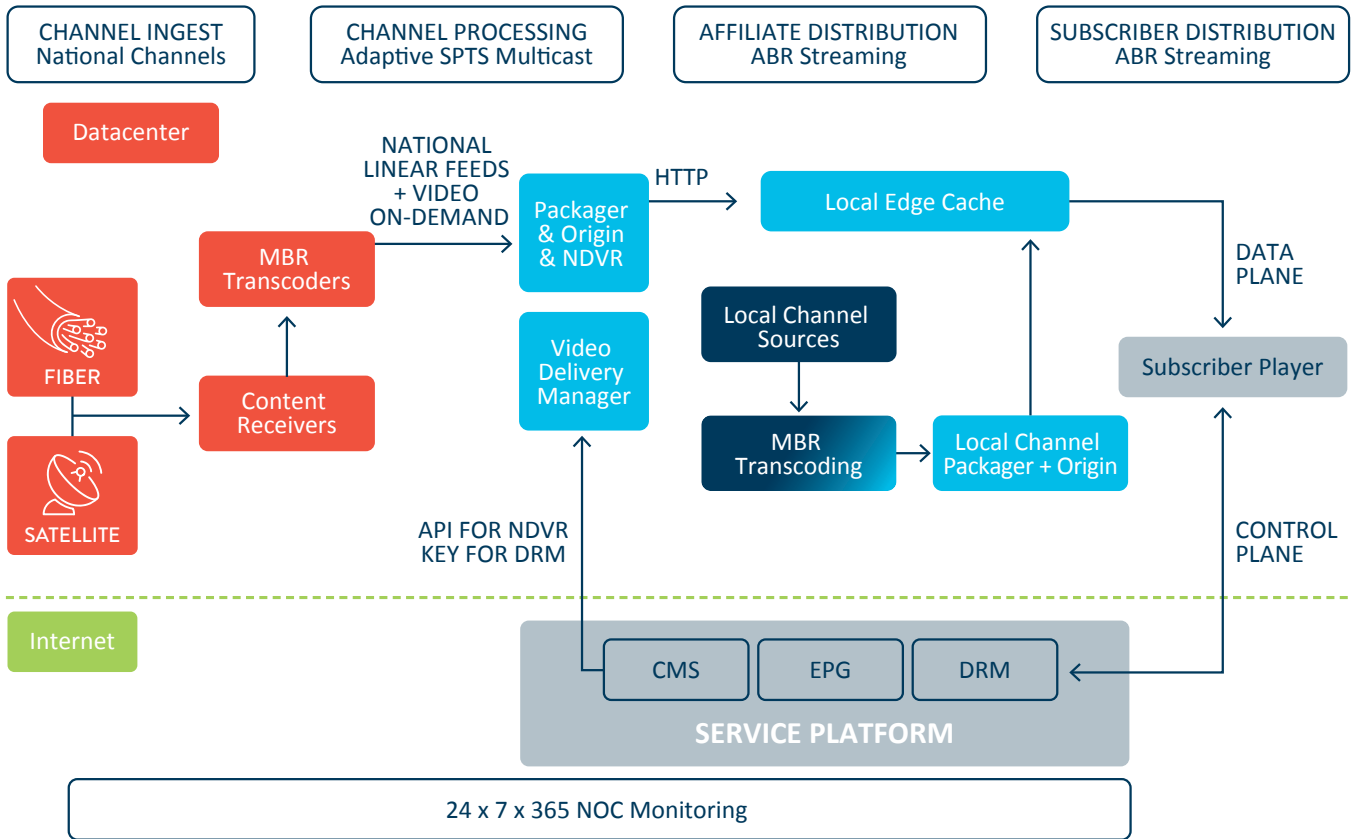 CHANNEL INGEST
National Channels
CHANNEL PROCESSING
Adaptive SPTS Multicast
AFFILIATE DISTRIBUTION
ABR Streaming
SUBSCRIBER DISTRIBUTION
ABR Streaming
Datacenter
NATIONAL
LINEAR FEEDS
+ VIDEO
ON-DEMAND
Packager
& Origin
& NDVR
HTTP
Local Edge Cache
MBR
Transcoders
DATA
PLANE
FIBER
Content
Receivers
SATELLITE
Video
Delivery
Manager
Local Channel
Sources
MBR
Transcoding
Local Channel
Packager + Origin
Subscriber Player
API FOR NDVR
KEY FOR DRM
CONTROL
PLANE
Internet
CMS
EPG
DRM
SERVICE PLATFORM
24 x 7 x 365 NOC Monitoring